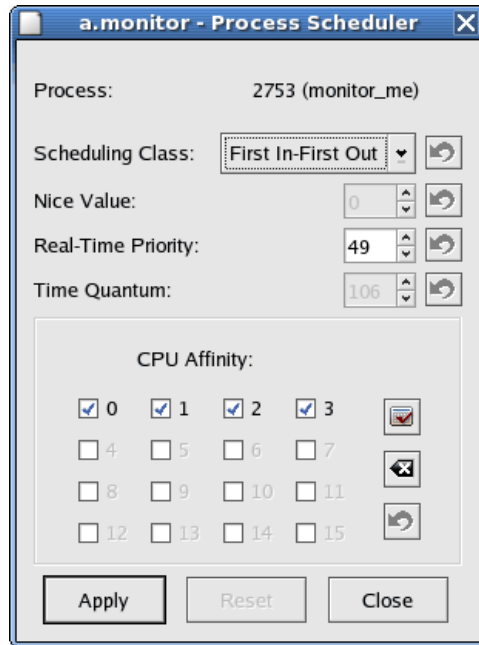 a.monitor - Process Scheduler
Process: 2753 (monitor_me)
Scheduling Class: First In-First Out
Nice Value: 0
Real-Time Priority: 49
Time Quantum: 106
CPU Affinity:
0 1 2 3
4 5 6 7
8 9 10 11
12 13 14 15
Apply Reset Close